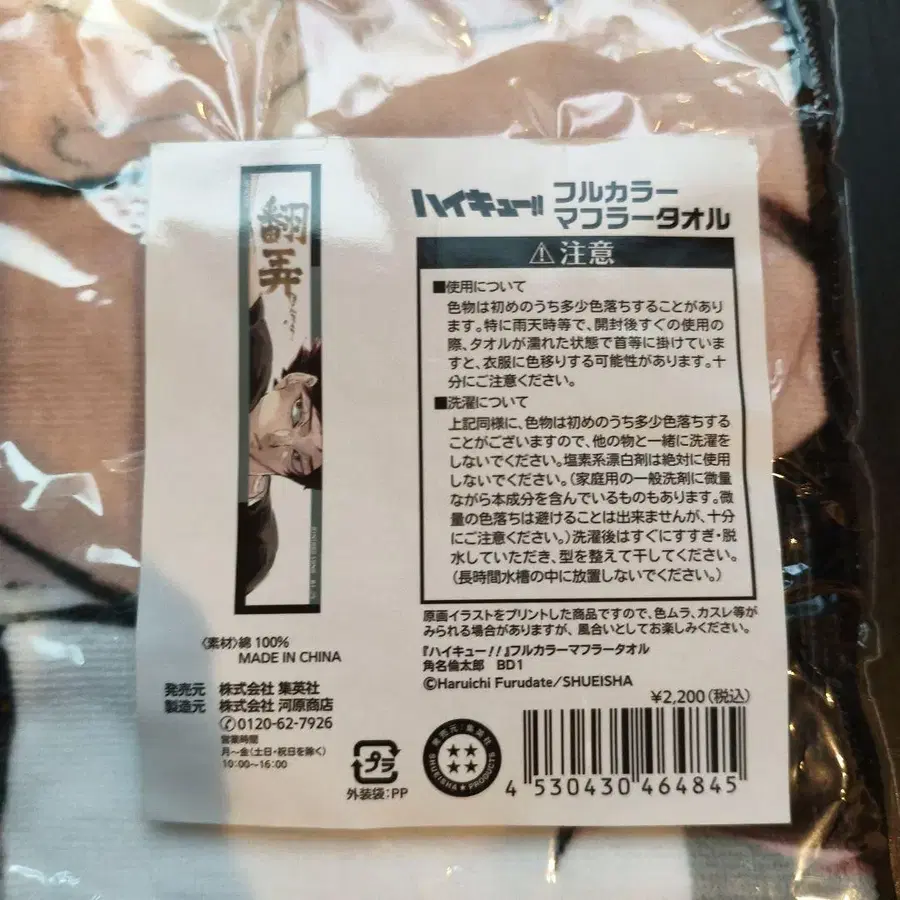 翻弄
ハイキュー!!
フルカラー
マフラータオル
⚠注意
■使用について
色物は初めのうち多少色落ちすることがあり
ます。特に雨天時等で、開封後すぐの使用の
際、タオルが濡れた状態で首等に掛けていま
すと、衣服に色移りする可能性があります。十
分にご注意ください。
■洗濯について
上記同様に、色物は初めのうち多少色落ちする
ことがございますので、他の物と一緒に洗濯を
しないでください。塩素系漂白剤は絶対に使用
しないでください。(家庭用の一般洗剤に微量
ながら本成分を含んでいるものもあります。微
量の色落ちは避けることは出来ませんが、十分
にご注意ください。)洗濯後はすぐにすすぎ・脱
水していただき、型を整えて干してください。
(長時間水槽の中に放置しないでください。)
原画イラストをプリントした商品ですので、色ムラ、カスレ等が
みられる場合がありますが、風合いとしてお楽しみください。
『ハイキュー!!』フルカラーマフラータオル
角名倫太郎 BD1
©Haruichi Furudate/SHUEISHA
¥2,200(税込)
〈素材〉綿 100%
MADE IN CHINA
発売元 株式会社 集英社
製造元 株式会社 河原商店
✆0120-62-7926
営業時間
月〜金(土日・祝日を除く)
10:00〜16:00
プラ
外装袋:PP
発売元:集英社
SHUEISHA★PRODUCTS
4 530430 464845